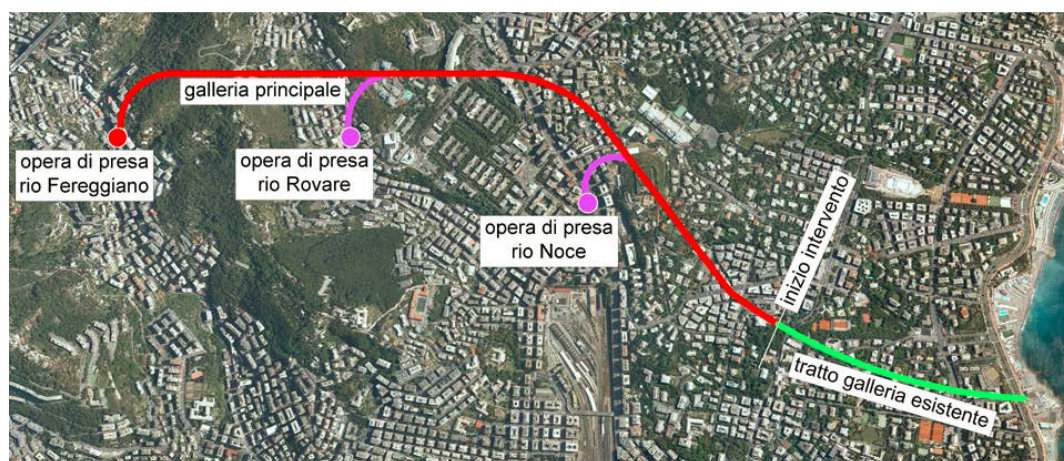 galleria principale
opera di presa
rio Fereggiano
opera di presa
rio Rovare
opera di presa
rio Noce
inizio intervento
tratto galleria esistente